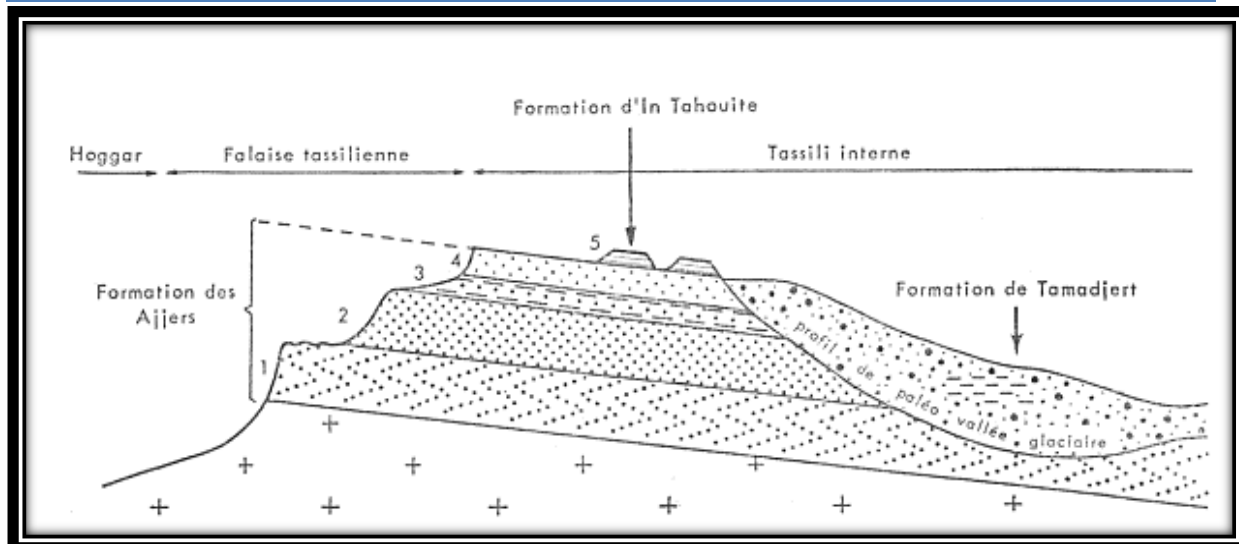 Formation d'In Tahouite
Hoggar
Falaise tassilienne
Tassili interne
5
4
3
Formation des
Ajjers
2
Formation de Tamadjert
1
profil de paléo vallée glaciaire